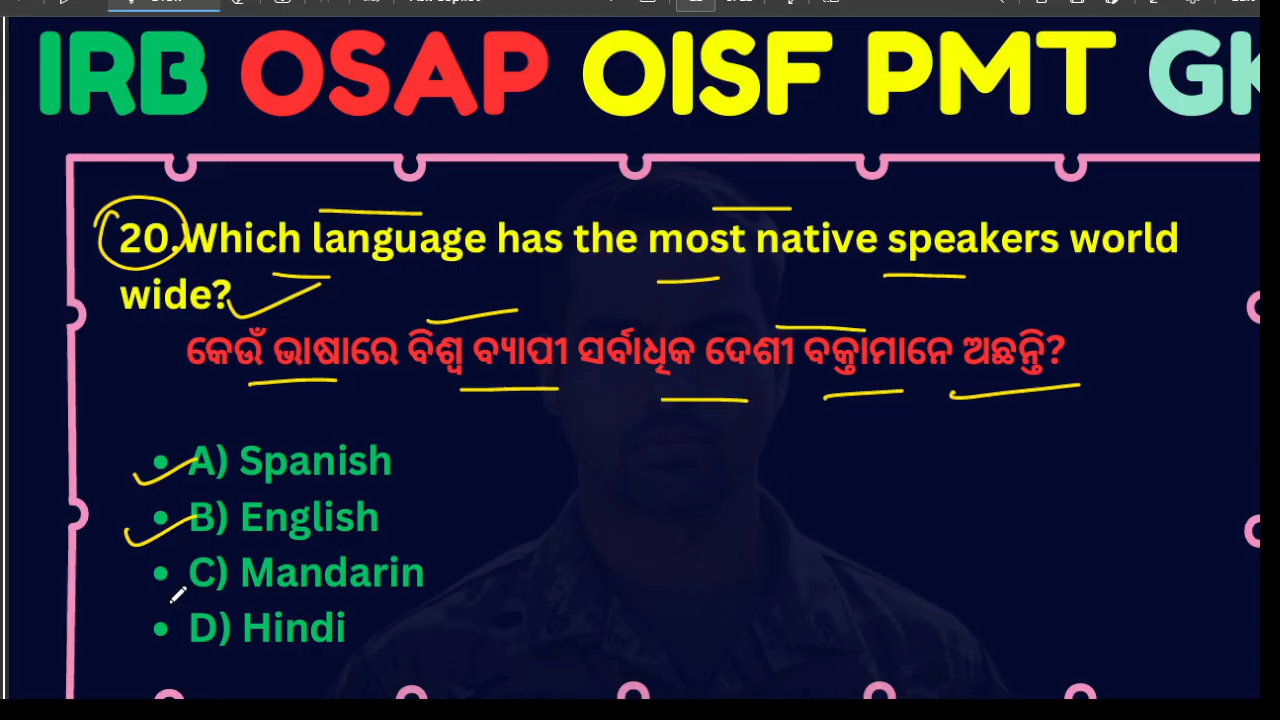 IRB OSAP OISF PMT GK
20.Which language has the most native speakers world
wide?
କେଉଁ ଭାଷାରେ ବିଶ୍ୱ ବ୍ୟାପୀ ସର୍ବାଧିକ ଦେଶୀ ବକ୍ତାମାନେ ଅଛନ୍ତି?
A) Spanish
B) English
C) Mandarin
D) Hindi